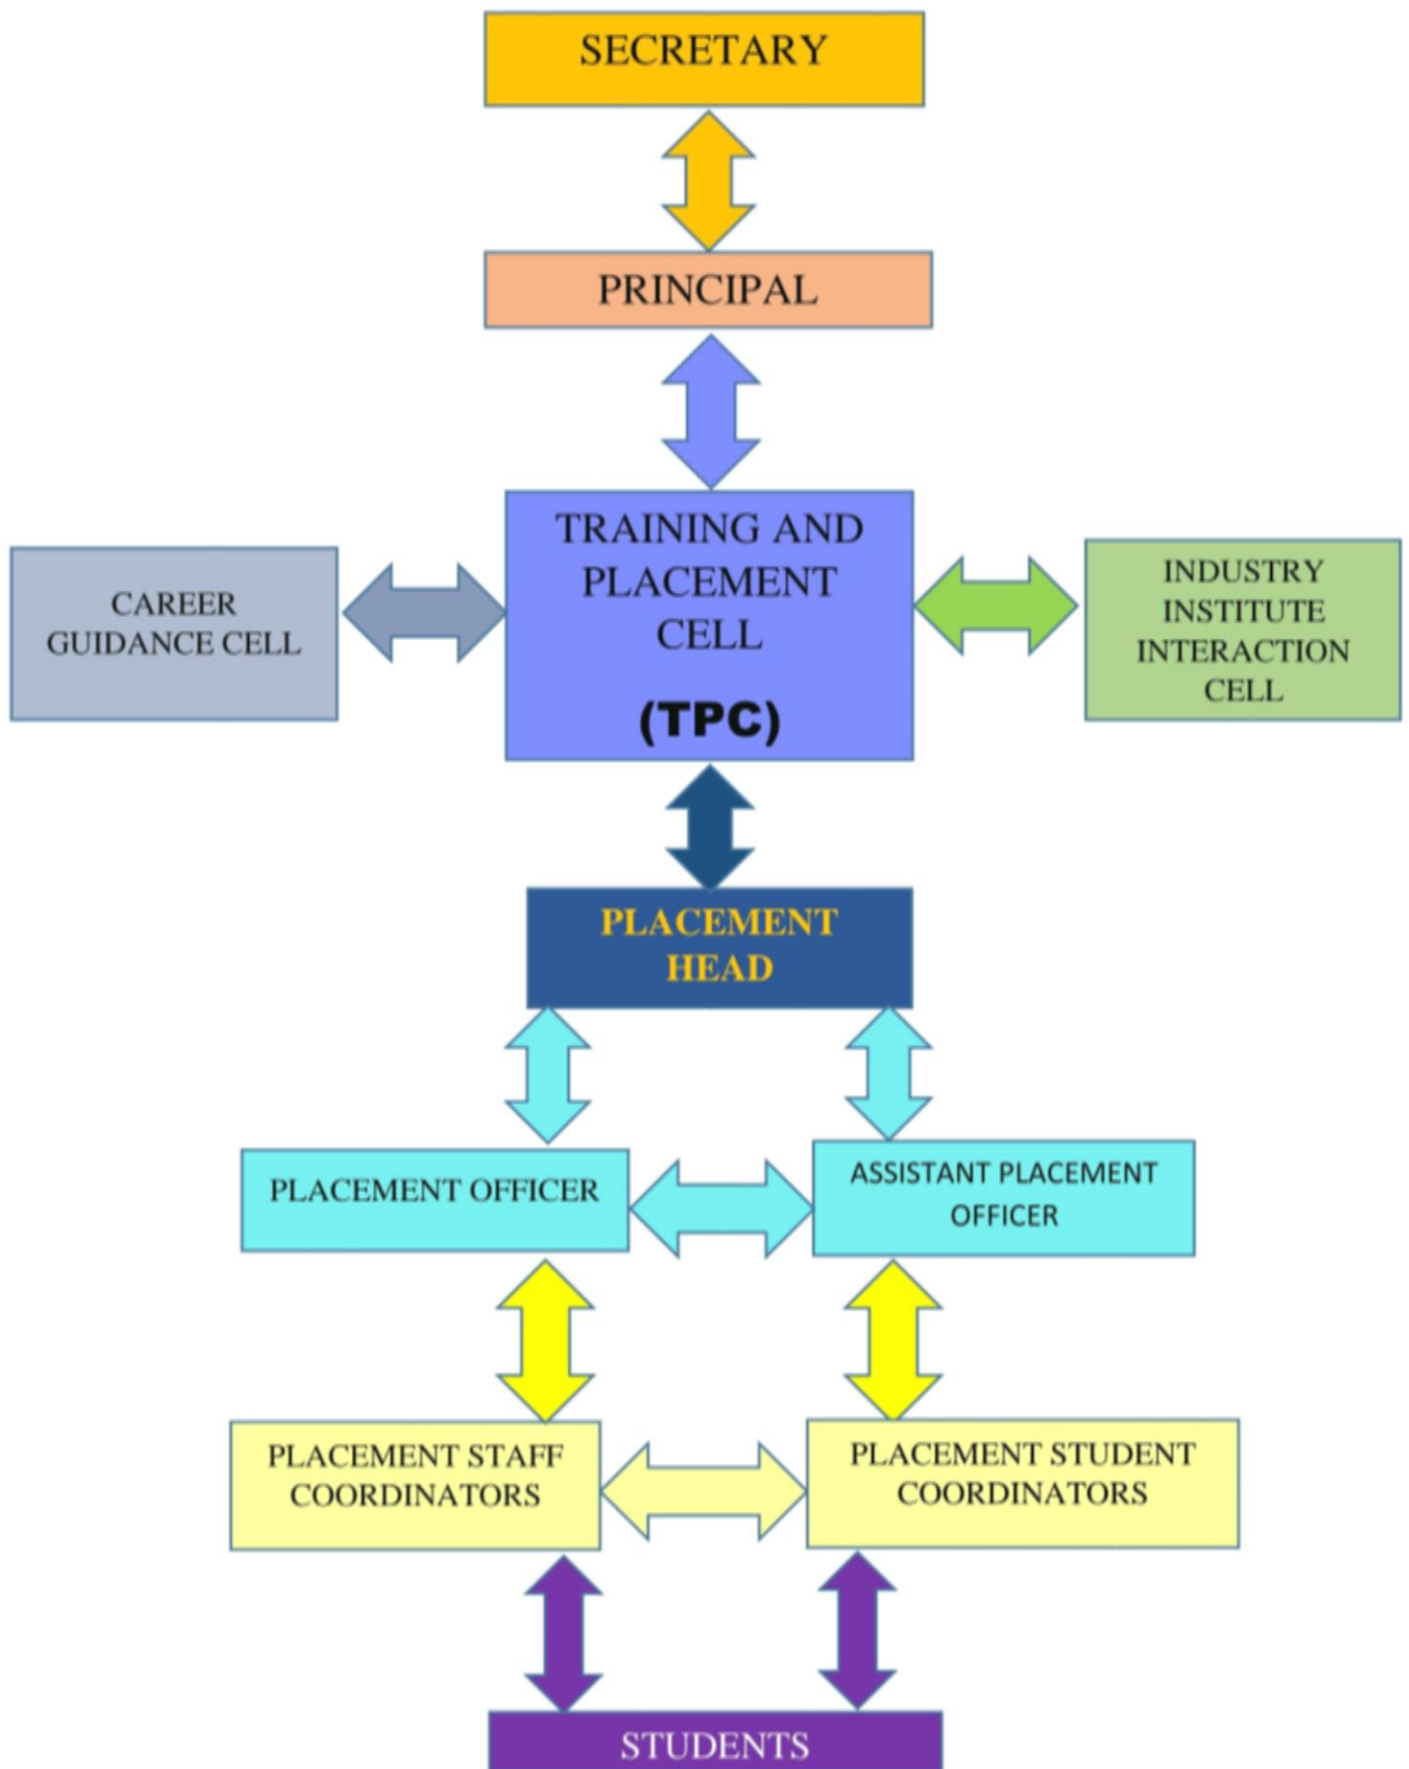 SECRETARY
PRINCIPAL
TRAINING AND
PLACEMENT
CELL
(TPC)
CAREER
GUIDANCE CELL
INDUSTRY
INSTITUTE
INTERACTION
CELL
PLACEMENT
HEAD
PLACEMENT OFFICER
ASSISTANT PLACEMENT
OFFICER
PLACEMENT STAFF
COORDINATORS
PLACEMENT STUDENT
COORDINATORS
STUDENTS